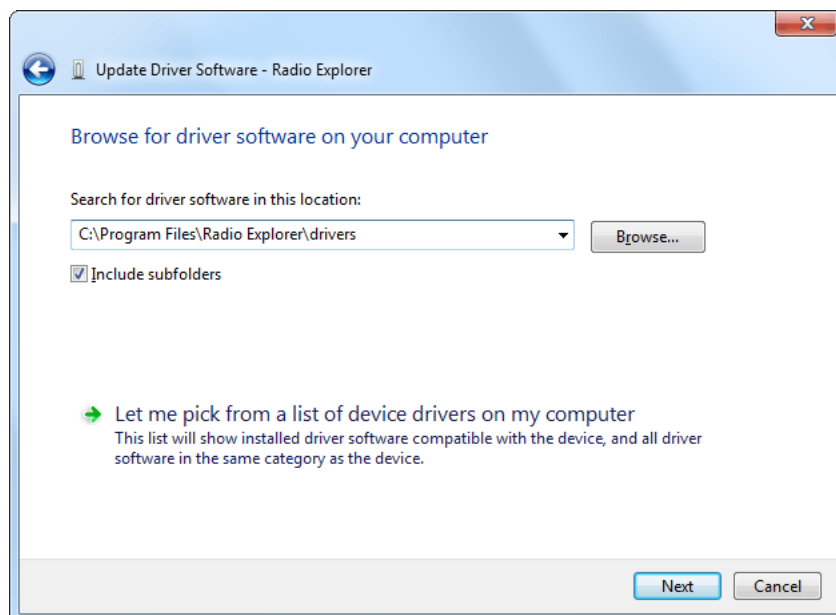 Update Driver Software - Radio Explorer
Browse for driver software on your computer
Search for driver software in this location:
C:\Program Files\Radio Explorer\drivers
Browse...
Include subfolders
Let me pick from a list of device drivers on my computer
This list will show installed driver software compatible with the device, and all driver
software in the same category as the device.
Next
Cancel